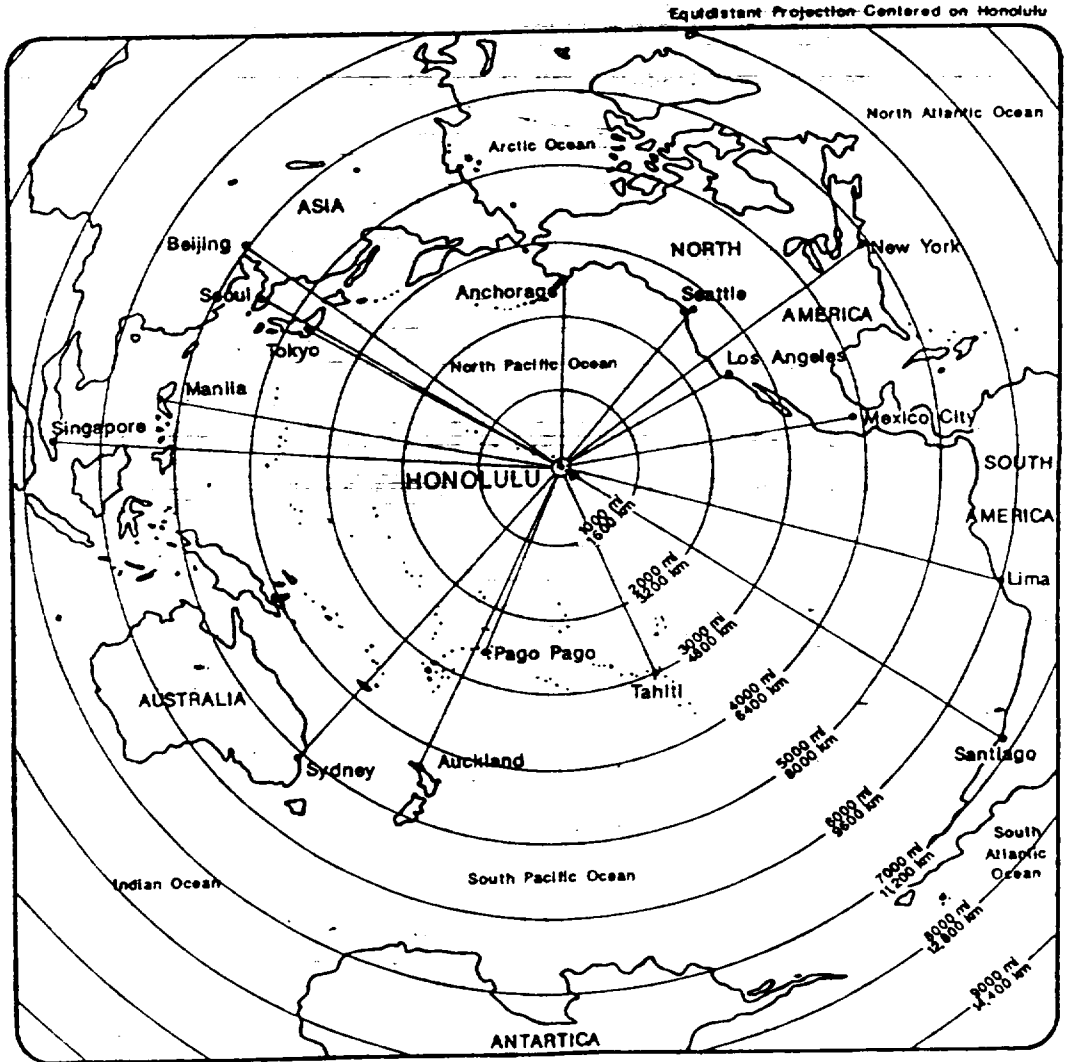 Equidistant Projection Centered on Honolulu
North Atlantic Ocean
Arctic Ocean
ASIA
Beijing
NORTH
New York
Seoul
Anchorage
Seattle
AMERICA
Tokyo
Los Angeles
North Pacific Ocean
Manila
Mexico City
Singapore
HONOLULU
SOUTH
AMERICA
1000 mi
1600 km
Lima
2000 mi
3200 km
3000 mi
4800 km
Pago Pago
Tahiti
AUSTRALIA
4000 mi
6400 km
5000 mi
8000 km
Santiago
Auckland
Sydney
6000 mi
9600 km
South
Atlantic
Ocean
7000 mi
11,200 km
South Pacific Ocean
Indian Ocean
8000 mi
12,800 km
9000 mi
14,400 km
ANTARTICA